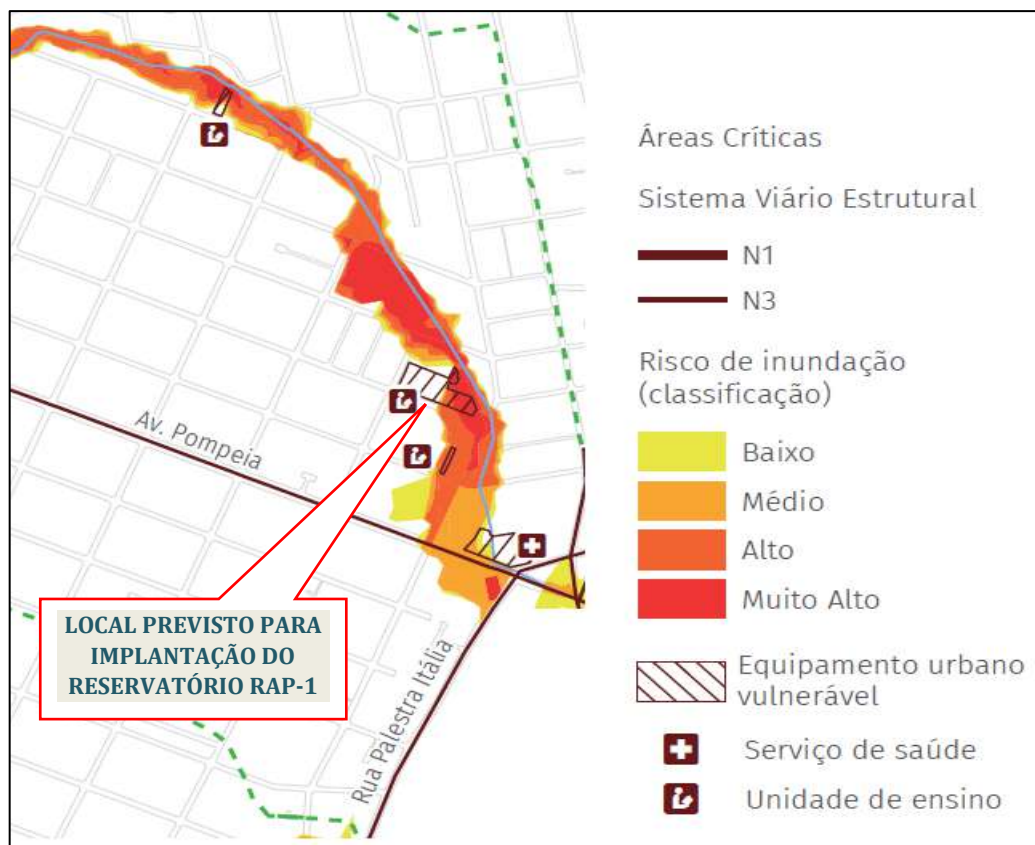 Av. Pompeia
LOCAL PREVISTO PARA
IMPLANTAÇÃO DO
RESERVATÓRIO RAP-1
Rua Palestra Itália
Áreas Críticas
Sistema Viário Estrutural
N1
N3
Risco de inundação
(classificação)
Baixo
Médio
Alto
Muito Alto
Equipamento urbano
vulnerável
Serviço de saúde
Unidade de ensino